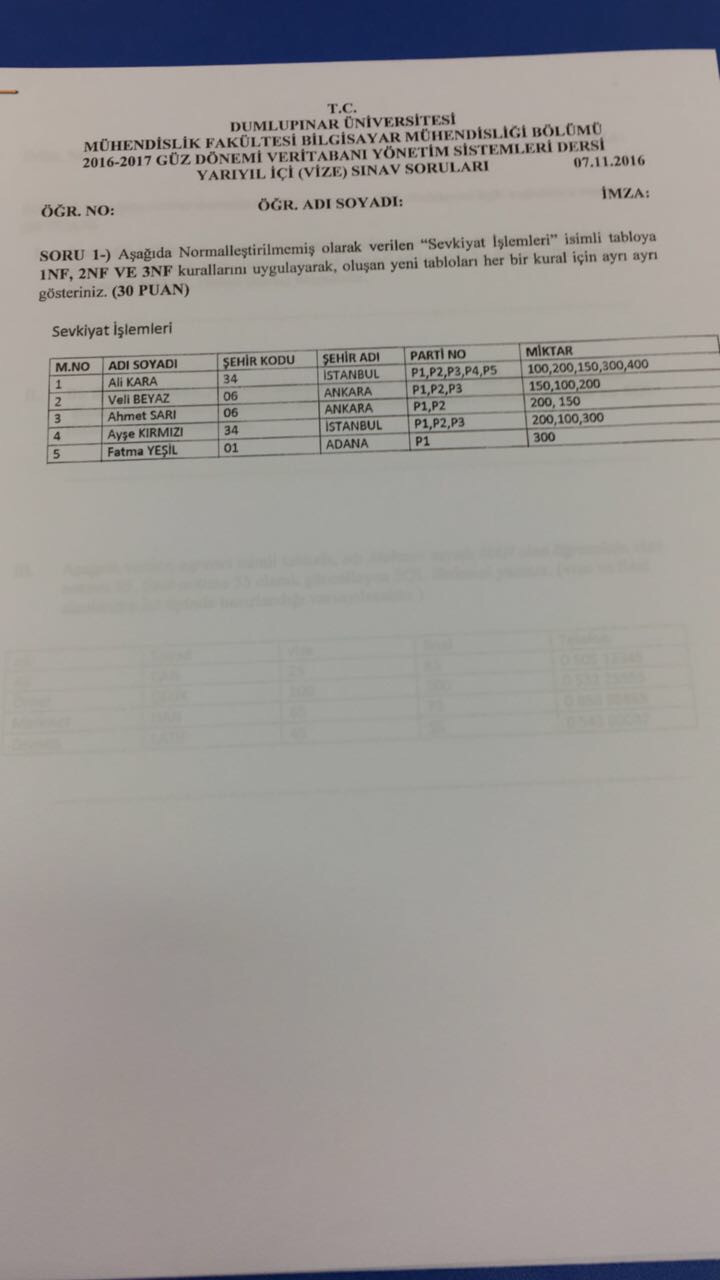 T.C.
DUMLUPINAR ÜNİVERSİTESİ
MÜHENDİSLİK FAKÜLTESİ BİLGİSAYAR MÜHENDİSLİĞİ BÖLÜMÜ
2016-2017 GÜZ DÖNEMİ VERİTABANI YÖNETİM SİSTEMLERİ DERSİ
YARIYIL İÇİ (VİZE) SINAV SORULARI 07.11.2016
ÖĞR. NO: ÖĞR. ADI SOYADI: İMZA:
SORU 1-) Aşağıda Normalleştirilmemiş olarak verilen “Sevkiyat İşlemleri” isimli tabloya
1NF, 2NF VE 3NF kurallarını uygulayarak, oluşan yeni tabloları her bir kural için ayrı ayrı
gösteriniz. (30 PUAN)
Sevkiyat İşlemleri
M.NO ADI SOYADI ŞEHİR KODU ŞEHİR ADI PARTİ NO MİKTAR
1 Ali KARA 34 İSTANBUL P1,P2,P3,P4,P5 100,200,150,300,400
2 Veli BEYAZ 06 ANKARA P1,P2,P3 150,100,200
3 Ahmet SARI 06 ANKARA P1,P2 200, 150
4 Ayşe KIRMIZI 34 İSTANBUL P1,P2,P3 200,100,300
5 Fatma YEŞİL 01 ADANA P1 300